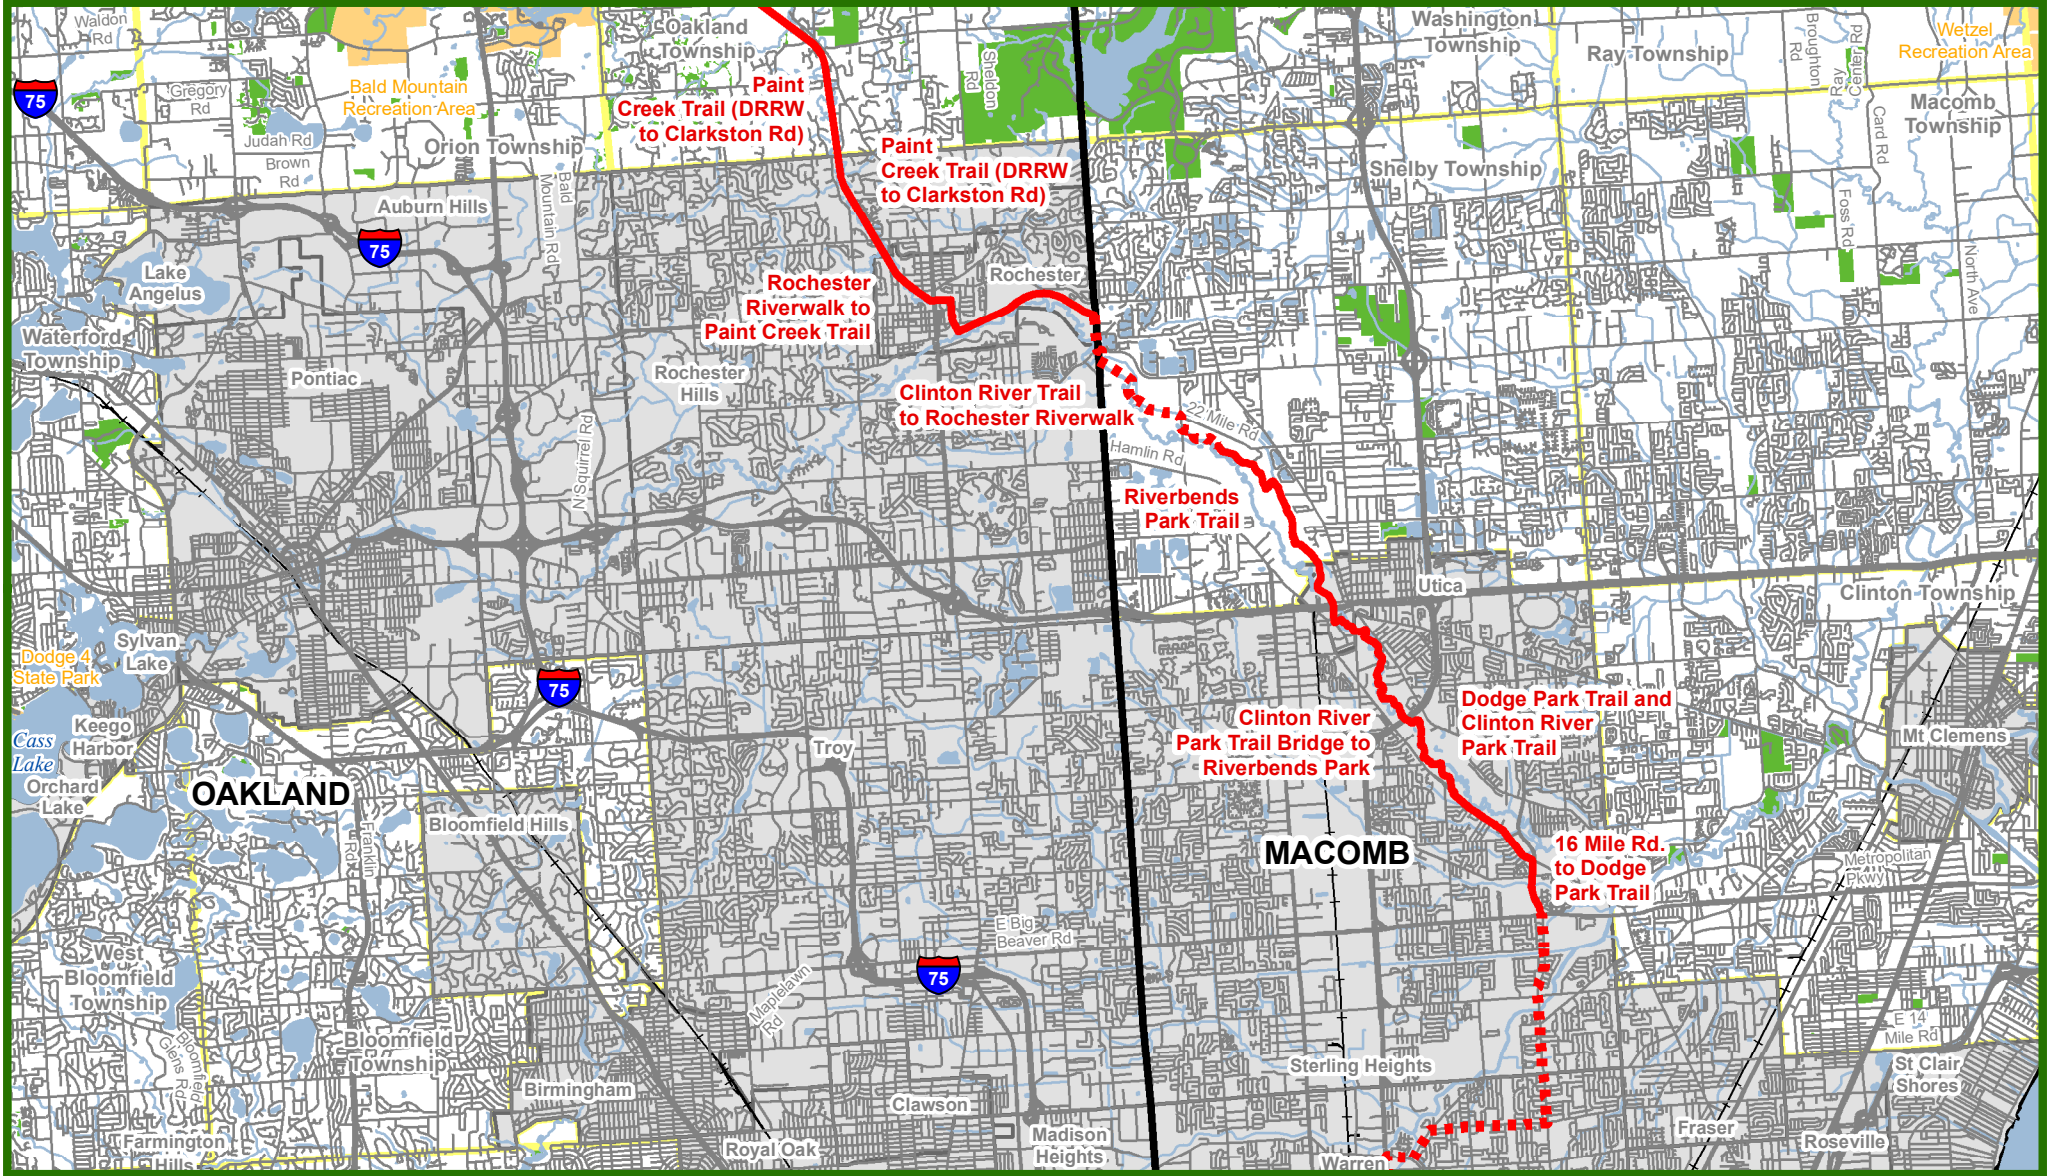 Waldon
Rd
Oakland
Township
Washington
Township
Ray Township
Broughton
Rd
Ray
Center Rd
Wetzel
Recreation Area
75
Gregory
Rd
Bald Mountain
Recreation Area
Paint
Creek Trail (DRRW
to Clarkston Rd)
Sheldon
Rd
Macomb
Township
Card Rd
Judah Rd
Orion Township
Brown
Rd
Paint
Creek Trail (DRRW
to Clarkston Rd)
Shelby Township
Bald
Mountain Rd
Auburn Hills
Foss Rd
75
North Ave
Lake
Angelus
Rochester
Rochester
Riverwalk to
Paint Creek Trail
Waterford
Township
Pontiac
Rochester
Hills
Clinton River Trail
to Rochester Riverwalk
22 Mile Rd
Hamlin Rd
N Squirrel Rd
Riverbends
Park Trail
Utica
Clinton Township
Sylvan
Lake
Dodge 4
State Park
75
Keego
Harbor
Cass
Lake
Orchard
Lake
Troy
Clinton River
Park Trail Bridge to
Riverbends Park
Dodge Park Trail and
Clinton River
Park Trail
Mt Clemens
OAKLAND
Bloomfield Hills
Franklin
Rd
MACOMB
16 Mile Rd.
to Dodge
Park Trail
Metropolitan
Pkwy
E Big
Beaver Rd
West
Bloomfield
Township
75
Maplelawn
Rd
E 14
Mile Rd
Bloomfield
Glens Rd
Bloomfield
Township
Birmingham
Sterling Heights
St Clair
Shores
Clawson
Farmington
Hills
Royal Oak
Madison
Heights
Warren
Fraser
Roseville